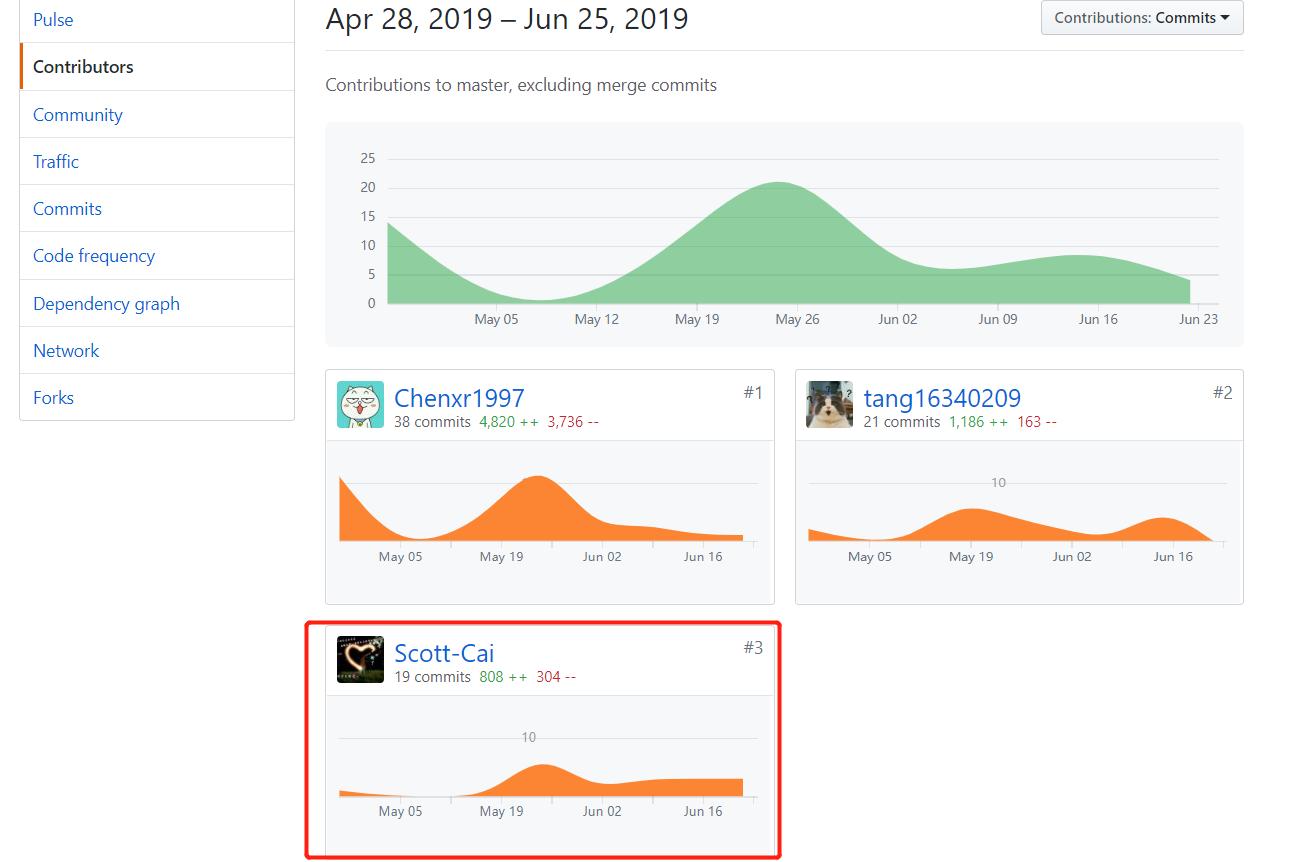 Pulse
Contributors
Community
Traffic
Commits
Code frequency
Dependency graph
Network
Forks
Apr 28, 2019 – Jun 25, 2019
Contributions: Commits
Contributions to master, excluding merge commits
25
20
15
10
5
0
May 05 May 12 May 19 May 26 Jun 02 Jun 09 Jun 16 Jun 23
Chenxr1997 #1
38 commits 4,820 ++ 3,736 --
May 05 May 19 Jun 02 Jun 16
tang16340209 #2
21 commits 1,186 ++ 163 --
10
May 05 May 19 Jun 02 Jun 16
Scott-Cai #3
19 commits 808 ++ 304 --
10
May 05 May 19 Jun 02 Jun 16